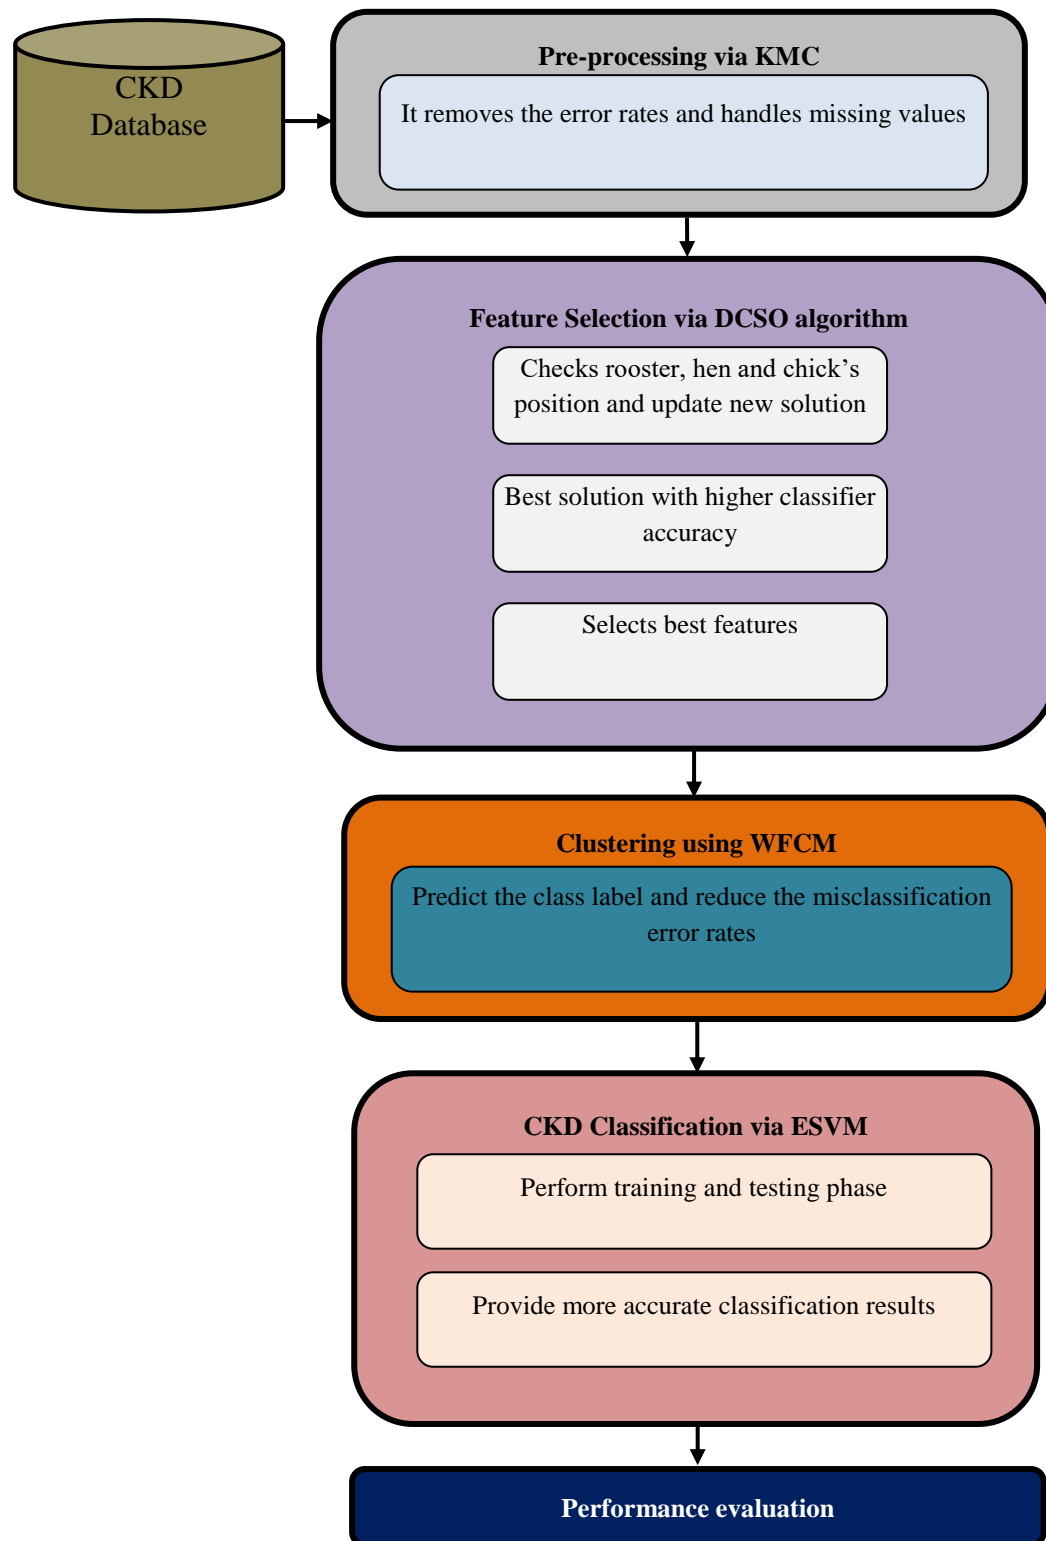 CKD
Database
Pre-processing via KMC
It removes the error rates and handles missing values
Feature Selection via DCSO algorithm
Checks rooster, hen and chick’s
position and update new solution
Best solution with higher classifier
accuracy
Selects best features
Clustering using WFCM
Predict the class label and reduce the misclassification
error rates
CKD Classification via ESVM
Perform training and testing phase
Provide more accurate classification results
Performance evaluation